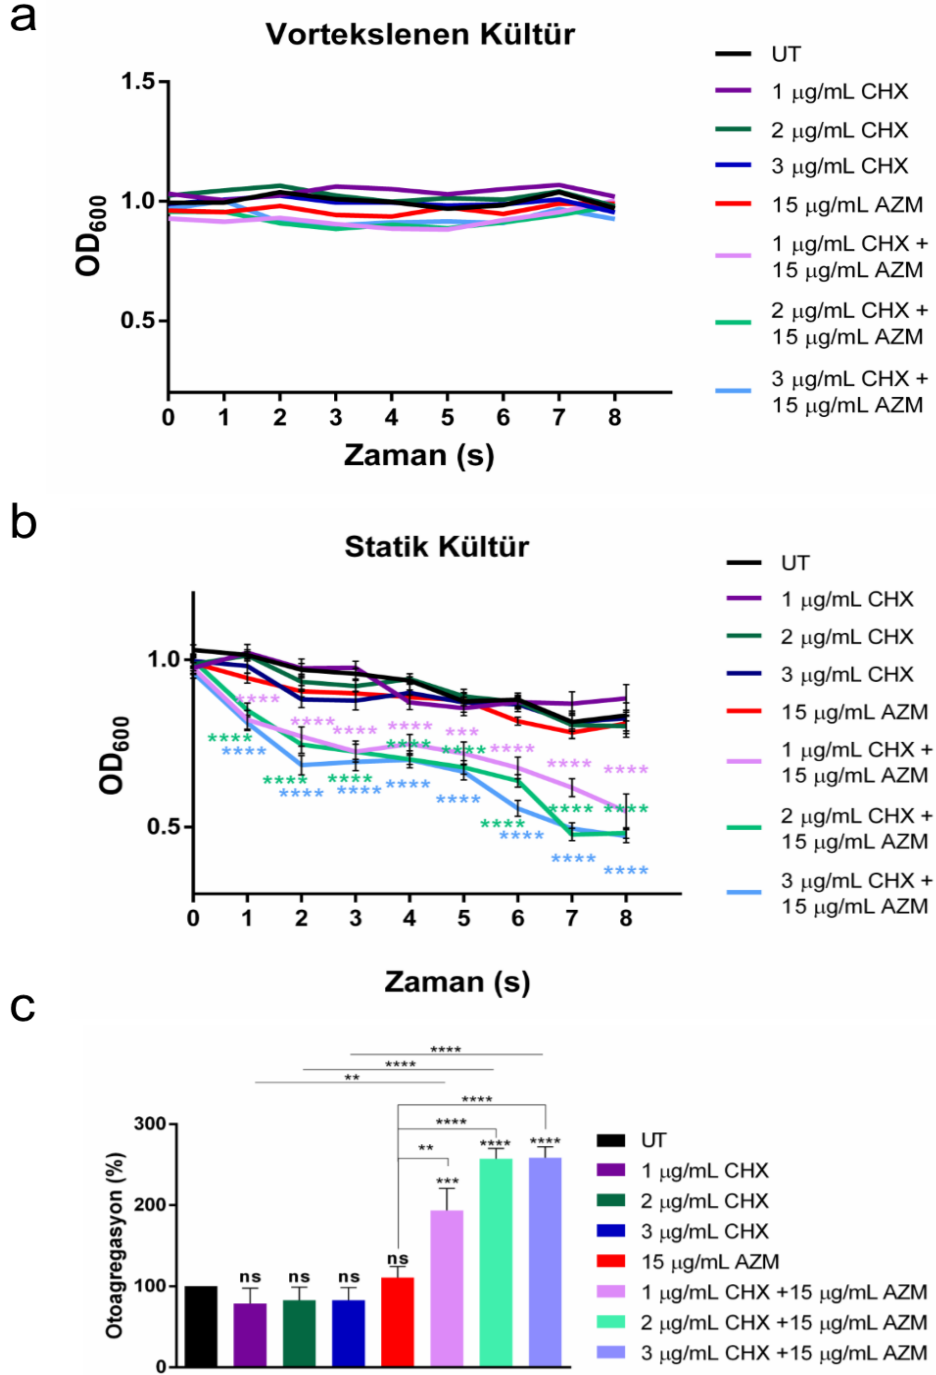 a
Vortekslenen Kültür
1.5
1.0
0.5
OD600
0 1 2 3 4 5 6 7 8
Zaman (s)
UT
1 µg/mL CHX
2 µg/mL CHX
3 µg/mL CHX
15 µg/mL AZM
1 µg/mL CHX +
15 µg/mL AZM
2 µg/mL CHX +
15 µg/mL AZM
3 µg/mL CHX +
15 µg/mL AZM
b
Statik Kültür
1.0
0.5
OD600
**** **** **** **** *** **** **** ****
**** **** **** **** **** **** **** ****
**** **** **** **** **** **** **** ****
0 1 2 3 4 5 6 7 8
Zaman (s)
UT
1 µg/mL CHX
2 µg/mL CHX
3 µg/mL CHX
15 µg/mL AZM
1 µg/mL CHX +
15 µg/mL AZM
2 µg/mL CHX +
15 µg/mL AZM
3 µg/mL CHX +
15 µg/mL AZM
c
****
****
**
****
****
**
ns ns ns ns *** **** ****
300
200
100
0
Otoagregasyon (%)
UT
1 µg/mL CHX
2 µg/mL CHX
3 µg/mL CHX
15 µg/mL AZM
1 µg/mL CHX +15 µg/mL AZM
2 µg/mL CHX +15 µg/mL AZM
3 µg/mL CHX +15 µg/mL AZM